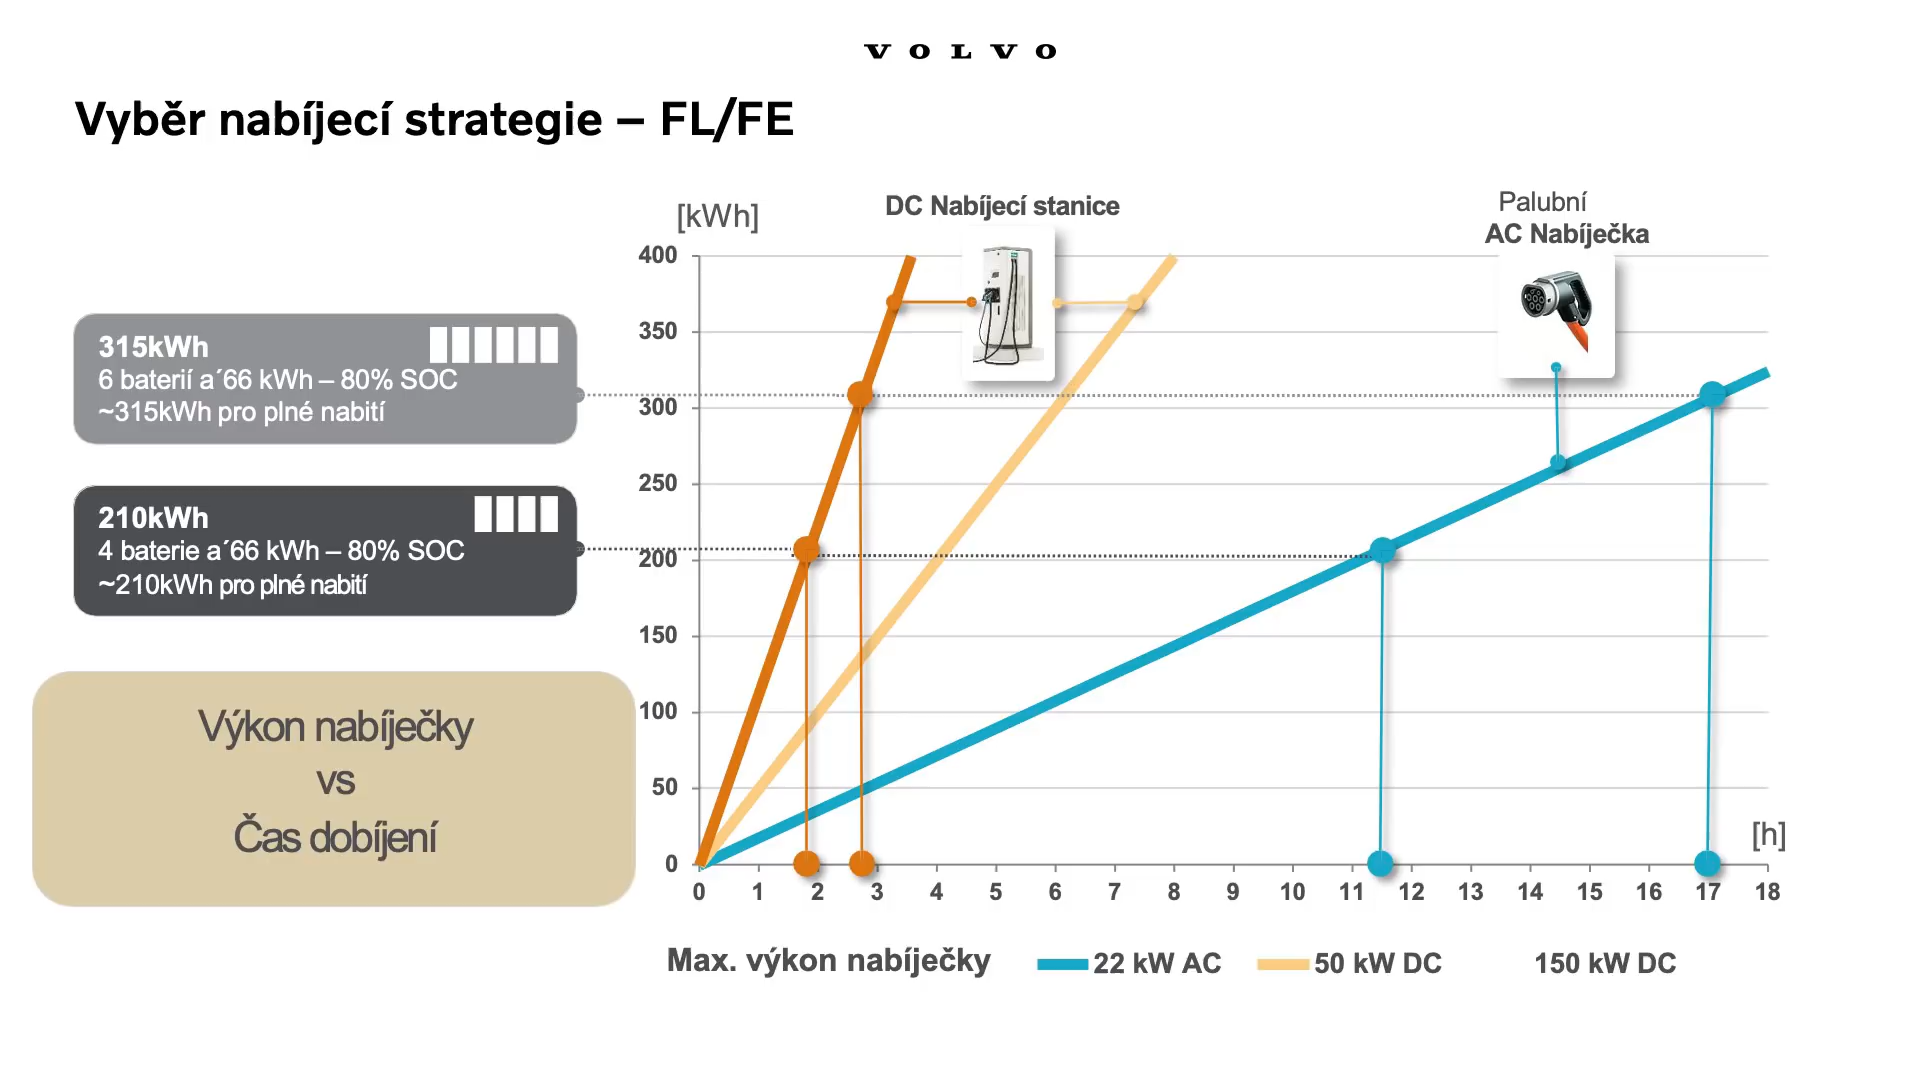 VOLVO
Vyběr nabíjecí strategie – FL/FE
315kWh
6 baterií a´66 kWh – 80% SOC
~315kWh pro plné nabití
210kWh
4 baterie a´66 kWh – 80% SOC
~210kWh pro plné nabití
Výkon nabíječky
vs
Čas dobíjení
[kWh]
DC Nabíjecí stanice
Palubní
AC Nabíječka
400
350
300
250
200
150
100
50
0
[h]
0 1 2 3 4 5 6 7 8 9 10 11 12 13 14 15 16 17 18
Max. výkon nabíječky 22 kW AC 50 kW DC 150 kW DC